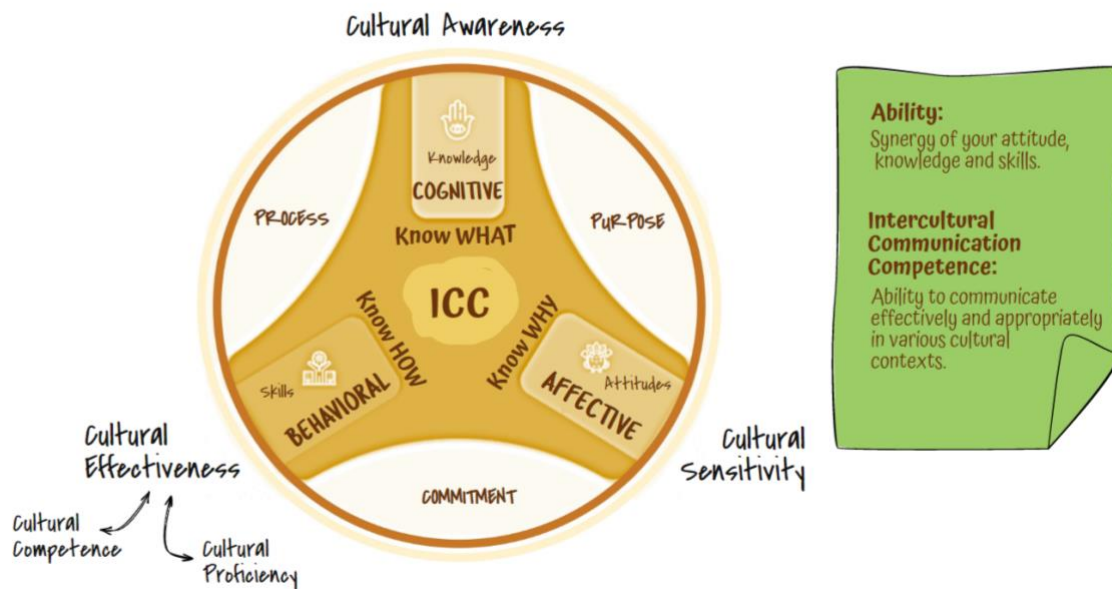 Cultural Awareness
Knowledge
COGNITIVE
Know WHAT
PROCESS
PURPOSE
ICC
Know HOW
Know WHY
Skills
BEHAVIORAL
Attitudes
AFFECTIVE
COMMITMENT
Cultural
Effectiveness
Cultural
Competence
Cultural
Proficiency
Cultural
Sensitivity
Ability:
Synergy of your attitude,
knowledge and skills.
Intercultural
Communication
Competence:
Ability to communicate
effectively and appropriately
in various cultural
contexts.